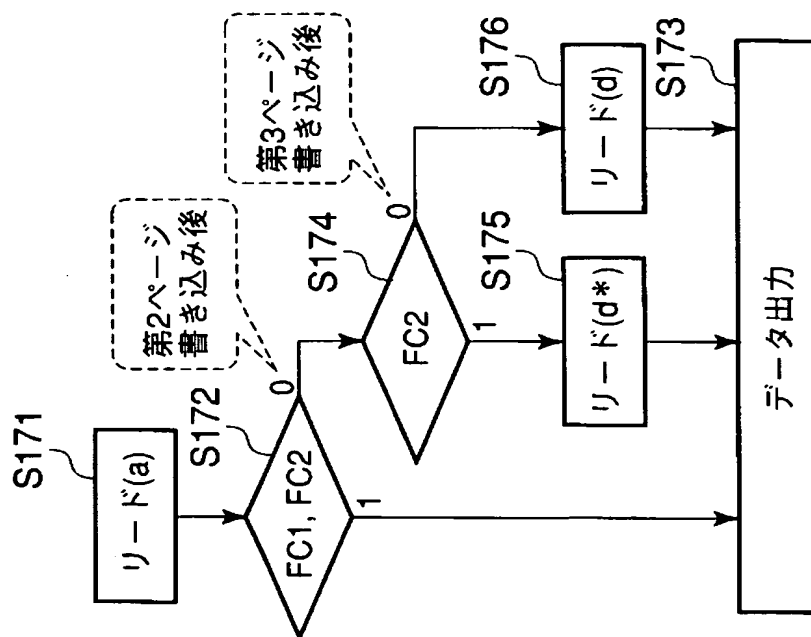 S171
リード(a)
S172
FC1, FC2
0
1
第2ページ
書き込み後
S174
FC2
0
1
第3ページ
書き込み後
S175
リード(d*)
S176
リード(d)
S173
データ出力